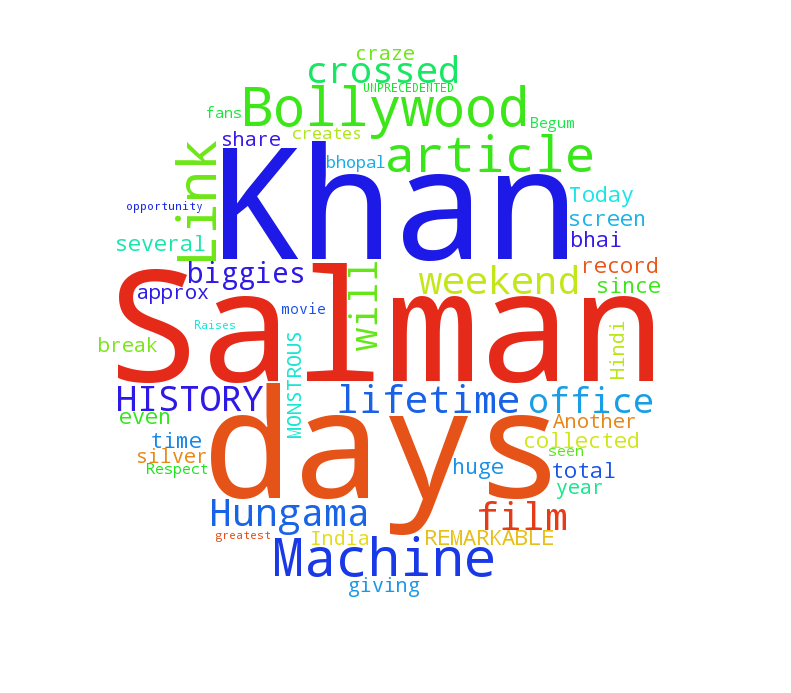 craze
crossed
UNPRECEDENTED
Bollywood
fans
Begum
share
creates
article
bhopal
Link
Khan
Today
opportunity
screen
several
bhai
biggies
Will
weekend
record
since
approx
Salman
movie
Raises
break
MONSTROUS
Hindi
HISTORY
lifetime
office
even
days
Another
time
collected
silver
seen
Respect
huge
total
year
Hungama
film
greatest
India
REMARKABLE
Machine
giving